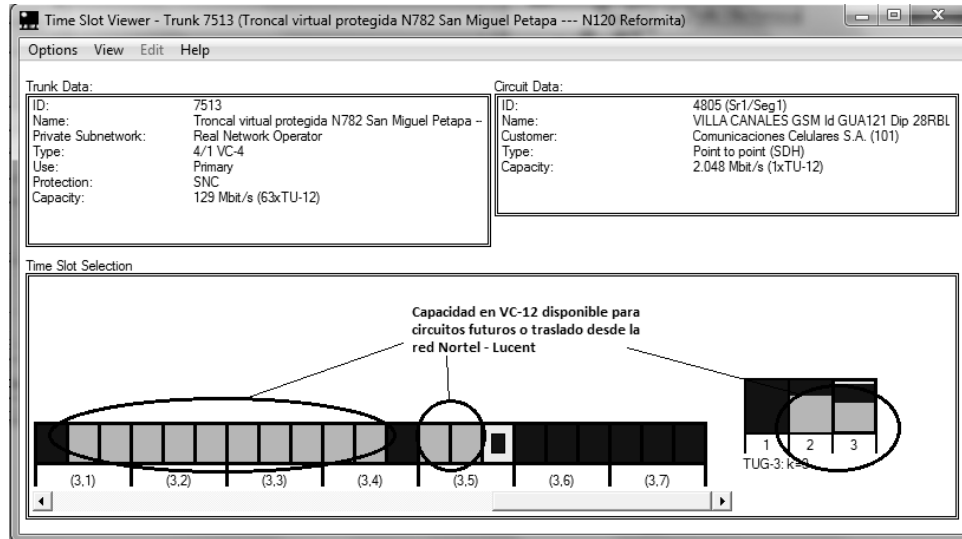 Time Slot Viewer - Trunk 7513 (Troncal virtual protegida N782 San Miguel Petapa --- N120 Reformita)
Options View Edit Help
Trunk Data:
ID: 7513
Name: Troncal virtual protegida N782 San Miguel Petapa --
Private Subnetwork: Real Network Operator
Type: 4/1 VC-4
Use: Primary
Protection: SNC
Capacity: 129 Mbit/s (63xTU-12)
Circuit Data:
ID: 4805 (Sr1/Seg1)
Name: VILLA CANALES GSM Id GUA121 Dip 28RBL
Customer: Comunicaciones Celulares S.A. (101)
Type: Point to point (SDH)
Capacity: 2.048 Mbit/s (1xTU-12)
Time Slot Selection
Capacidad en VC-12 disponible para
circuitos futuros o traslado desde la
red Nortel - Lucent
(3,1) (3,2) (3,3) (3,4) (3,5) (3,6) (3,7)
1 2 3
TUG-3: k=3